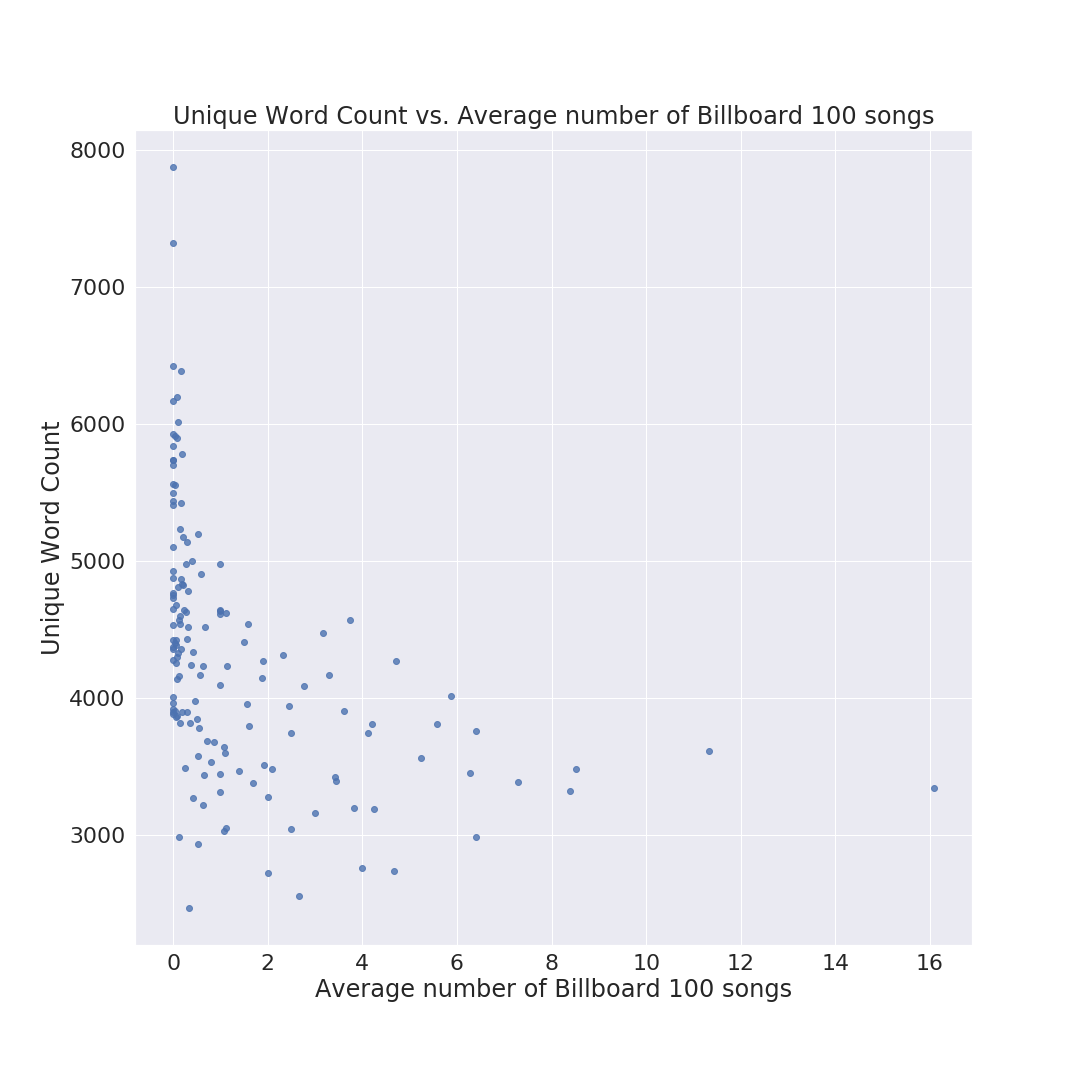 Unique Word Count vs. Average number of Billboard 100 songs
8000
7000
6000
5000
4000
3000
Unique Word Count
0 2 4 6 8 10 12 14 16
Average number of Billboard 100 songs